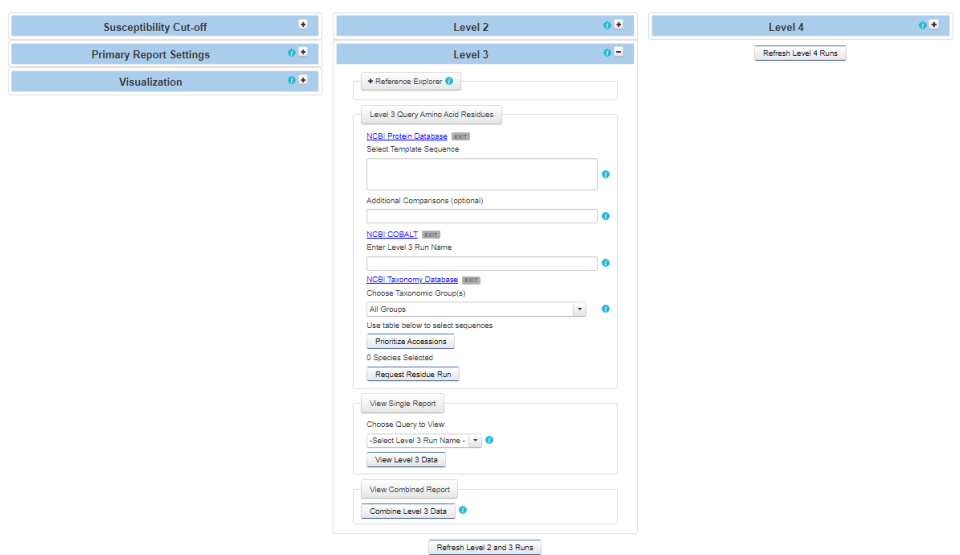 Susceptibility Cut-off
Primary Report Settings
Visualization
Level 2
Level 3
+ Reference Explorer
Level 3 Query Amino Acid Residues
NCBI Protein Database EXIT
Select Template Sequence
Additional Comparisons (optional)
NCBI COBALT EXIT
Enter Level 3 Run Name
NCBI Taxonomy Database EXIT
Choose Taxonomic Group(s)
All Groups
Use table below to select sequences
Prioritize Accessions
0 Species Selected
Request Residue Run
View Single Report
Choose Query to View
-Select Level 3 Run Name -
View Level 3 Data
View Combined Report
Combine Level 3 Data
Refresh Level 2 and 3 Runs
Level 4
Refresh Level 4 Runs